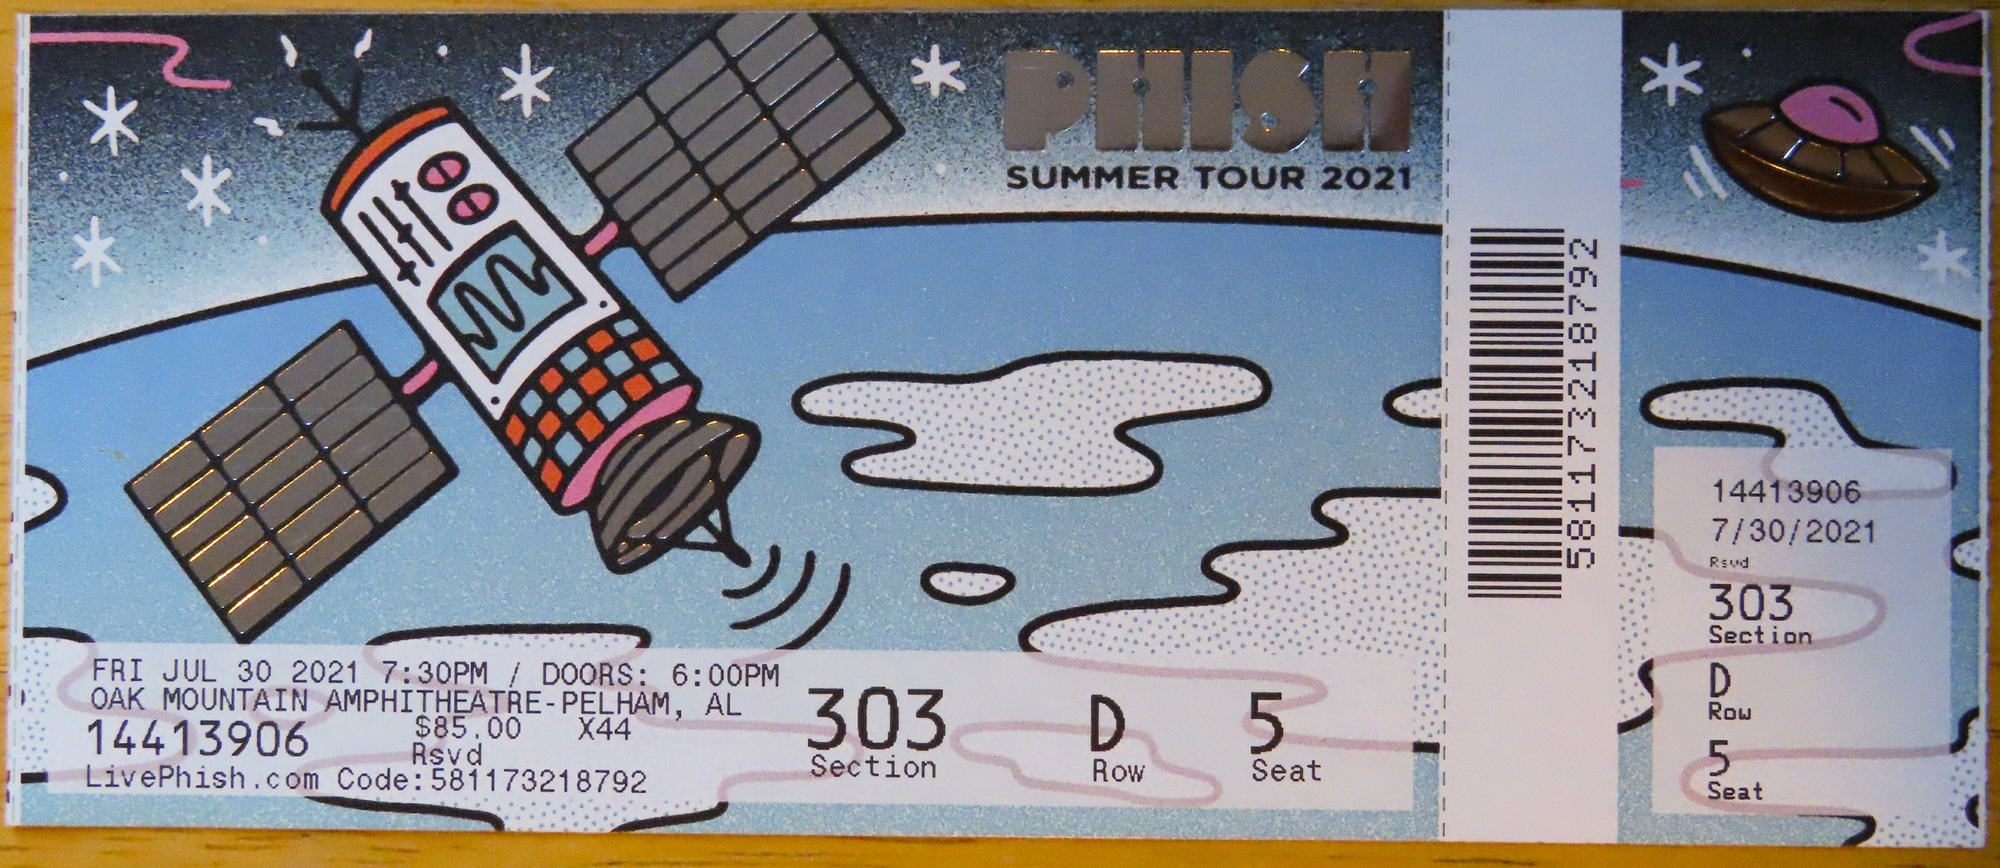 PHISH
SUMMER TOUR 2021
FRI JUL 30 2021 7:30PM / DOORS: 6:00PM
OAK MOUNTAIN AMPHITHEATRE-PELHAM, AL
14413906 $85.00 X44
Rsvd
LivePhish.com Code:581173218792
303 D 5
Section Row Seat
581173218792
14413906
7/30/2021
Rsvd
303
Section
D
Row
5
Seat